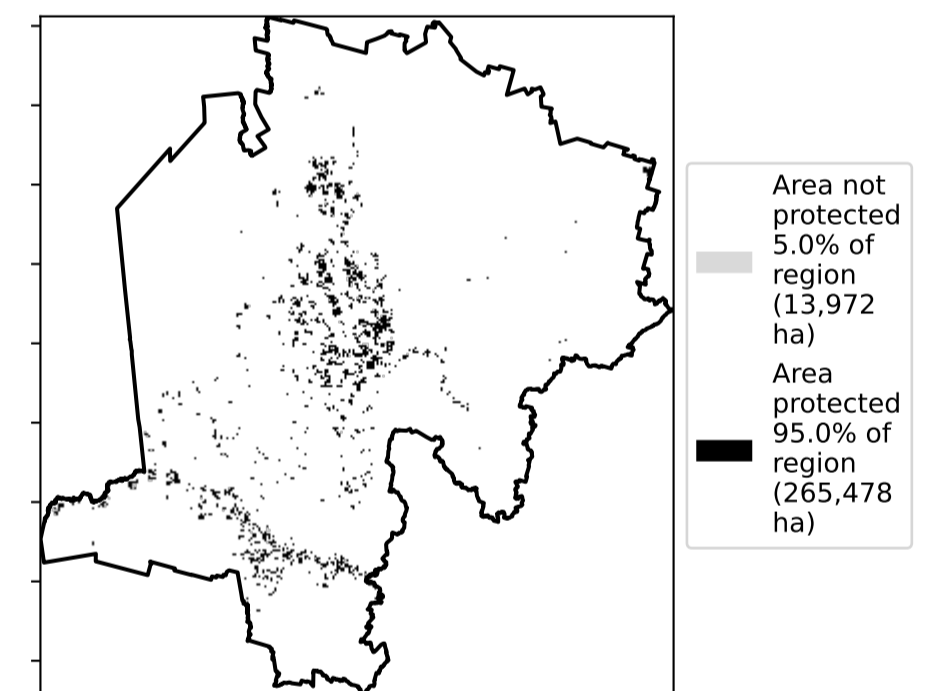 Area not
protected
5.0% of
region
(13,972
ha)
Area
protected
95.0% of
region
(265,478
ha)